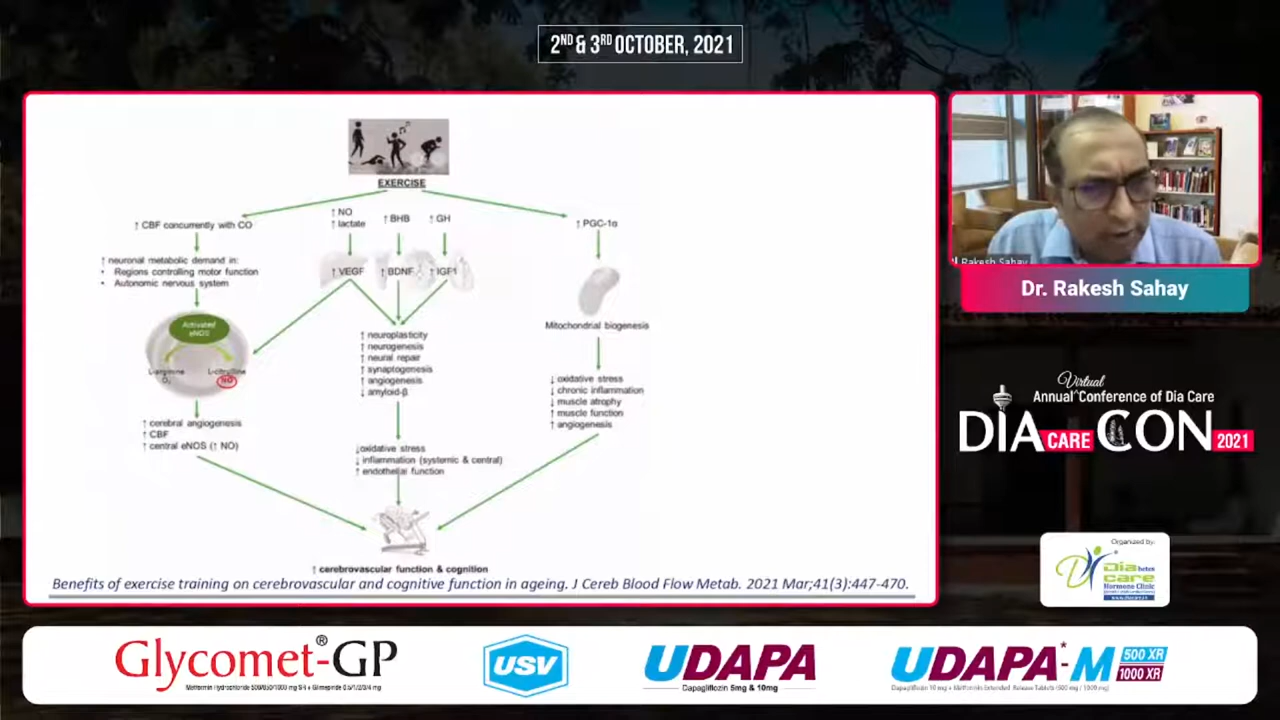 2ND & 3RD OCTOBER, 2021
EXERCISE
↑ CBF concurrently with CO
↑ NO
↑ lactate
↑ BHB
↑ GH
↑ PGC-1α
↑ neuronal metabolic demand in:
• Regions controlling motor function
• Autonomic nervous system
↑ VEGF
↑ BDNF
↑ IGF1
Activated
eNOS
L-arginine
O₂
L-citrulline
NO
Mitochondrial biogenesis
↑ neuroplasticity
↑ neurogenesis
↑ neural repair
↑ synaptogenesis
↑ angiogenesis
↓ amyloid-β
↓ oxidative stress
↓ chronic inflammation
↓ muscle atrophy
↑ muscle function
↑ angiogenesis
↑ cerebral angiogenesis
↑ CBF
↑ central eNOS (↑ NO)
↓oxidative stress
↓ inflammation (systemic & central)
↑ endothelial function
↑ cerebrovascular function & cognition
Benefits of exercise training on cerebrovascular and cognitive function in ageing. J Cereb Blood Flow Metab. 2021 Mar;41(3):447-470.
Rakesh Sahay
Dr. Rakesh Sahay
Virtual
Annual ^Conference of Dia Care
DIA CARE CON 2021
Organized by:
Diabetes
care
Hormone Clinic
Glycomet®-GP
USV
UDAPA
Dapagliflozin 5mg & 10mg
UDAPA*-M 500 XR
1000 XR